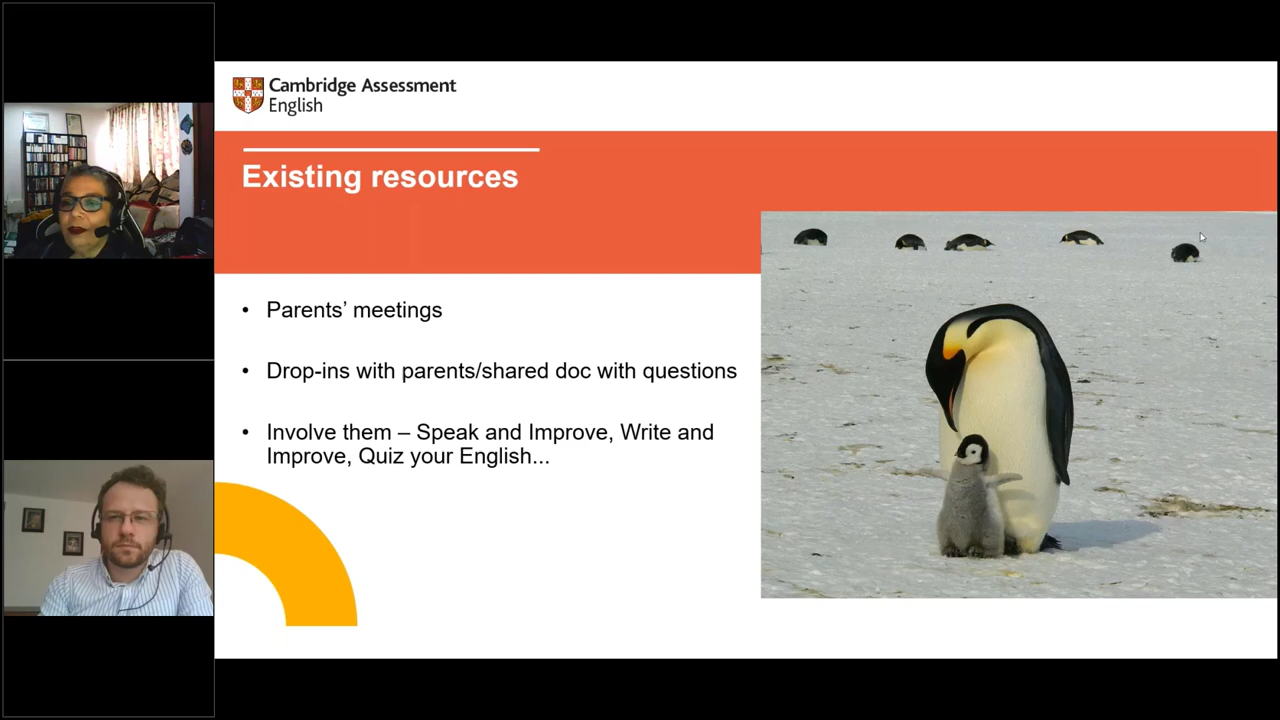 Cambridge Assessment
English
Existing resources
• Parents’ meetings
• Drop-ins with parents/shared doc with questions
• Involve them – Speak and Improve, Write and
Improve, Quiz your English...